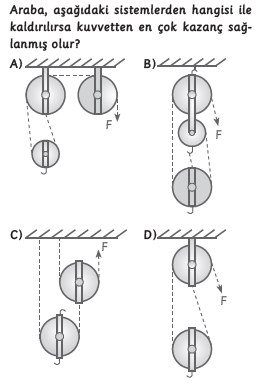 Araba, aşağıdaki sistemlerden hangisi ile
kaldırılırsa kuvvetten en çok kazanç sağ-
lanmış olur?
A)
B)
F
F
C)
D)
F
F